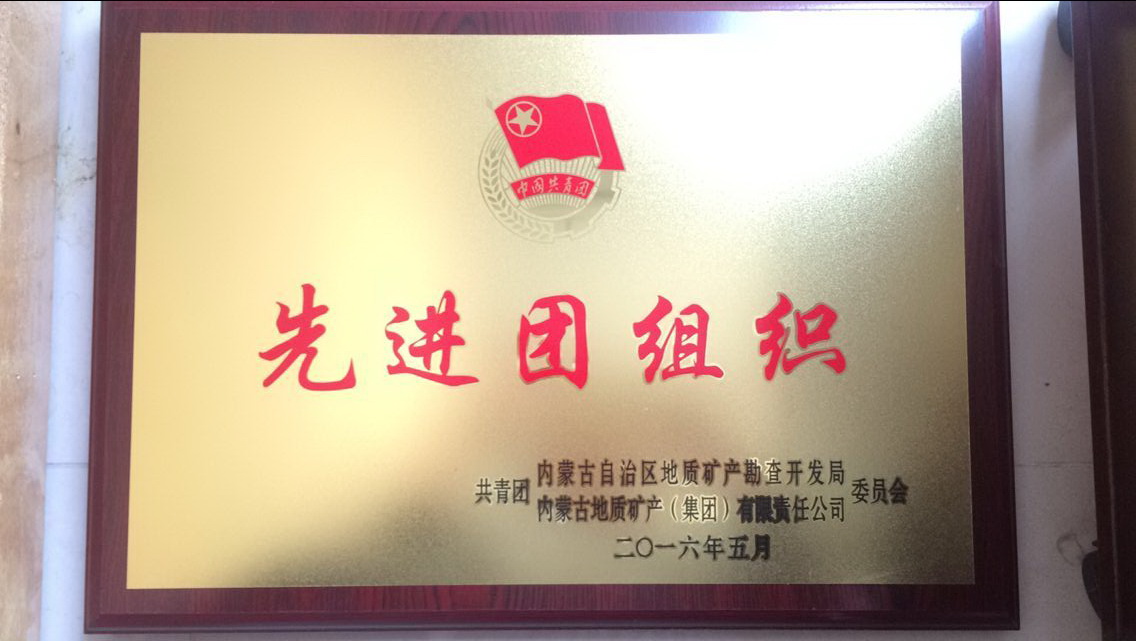 中国共青团
先进团组织
共青团 内蒙古自治区地质矿产勘查开发局 委员会
内蒙古地质矿产（集团）有限责任公司
二〇一六年五月